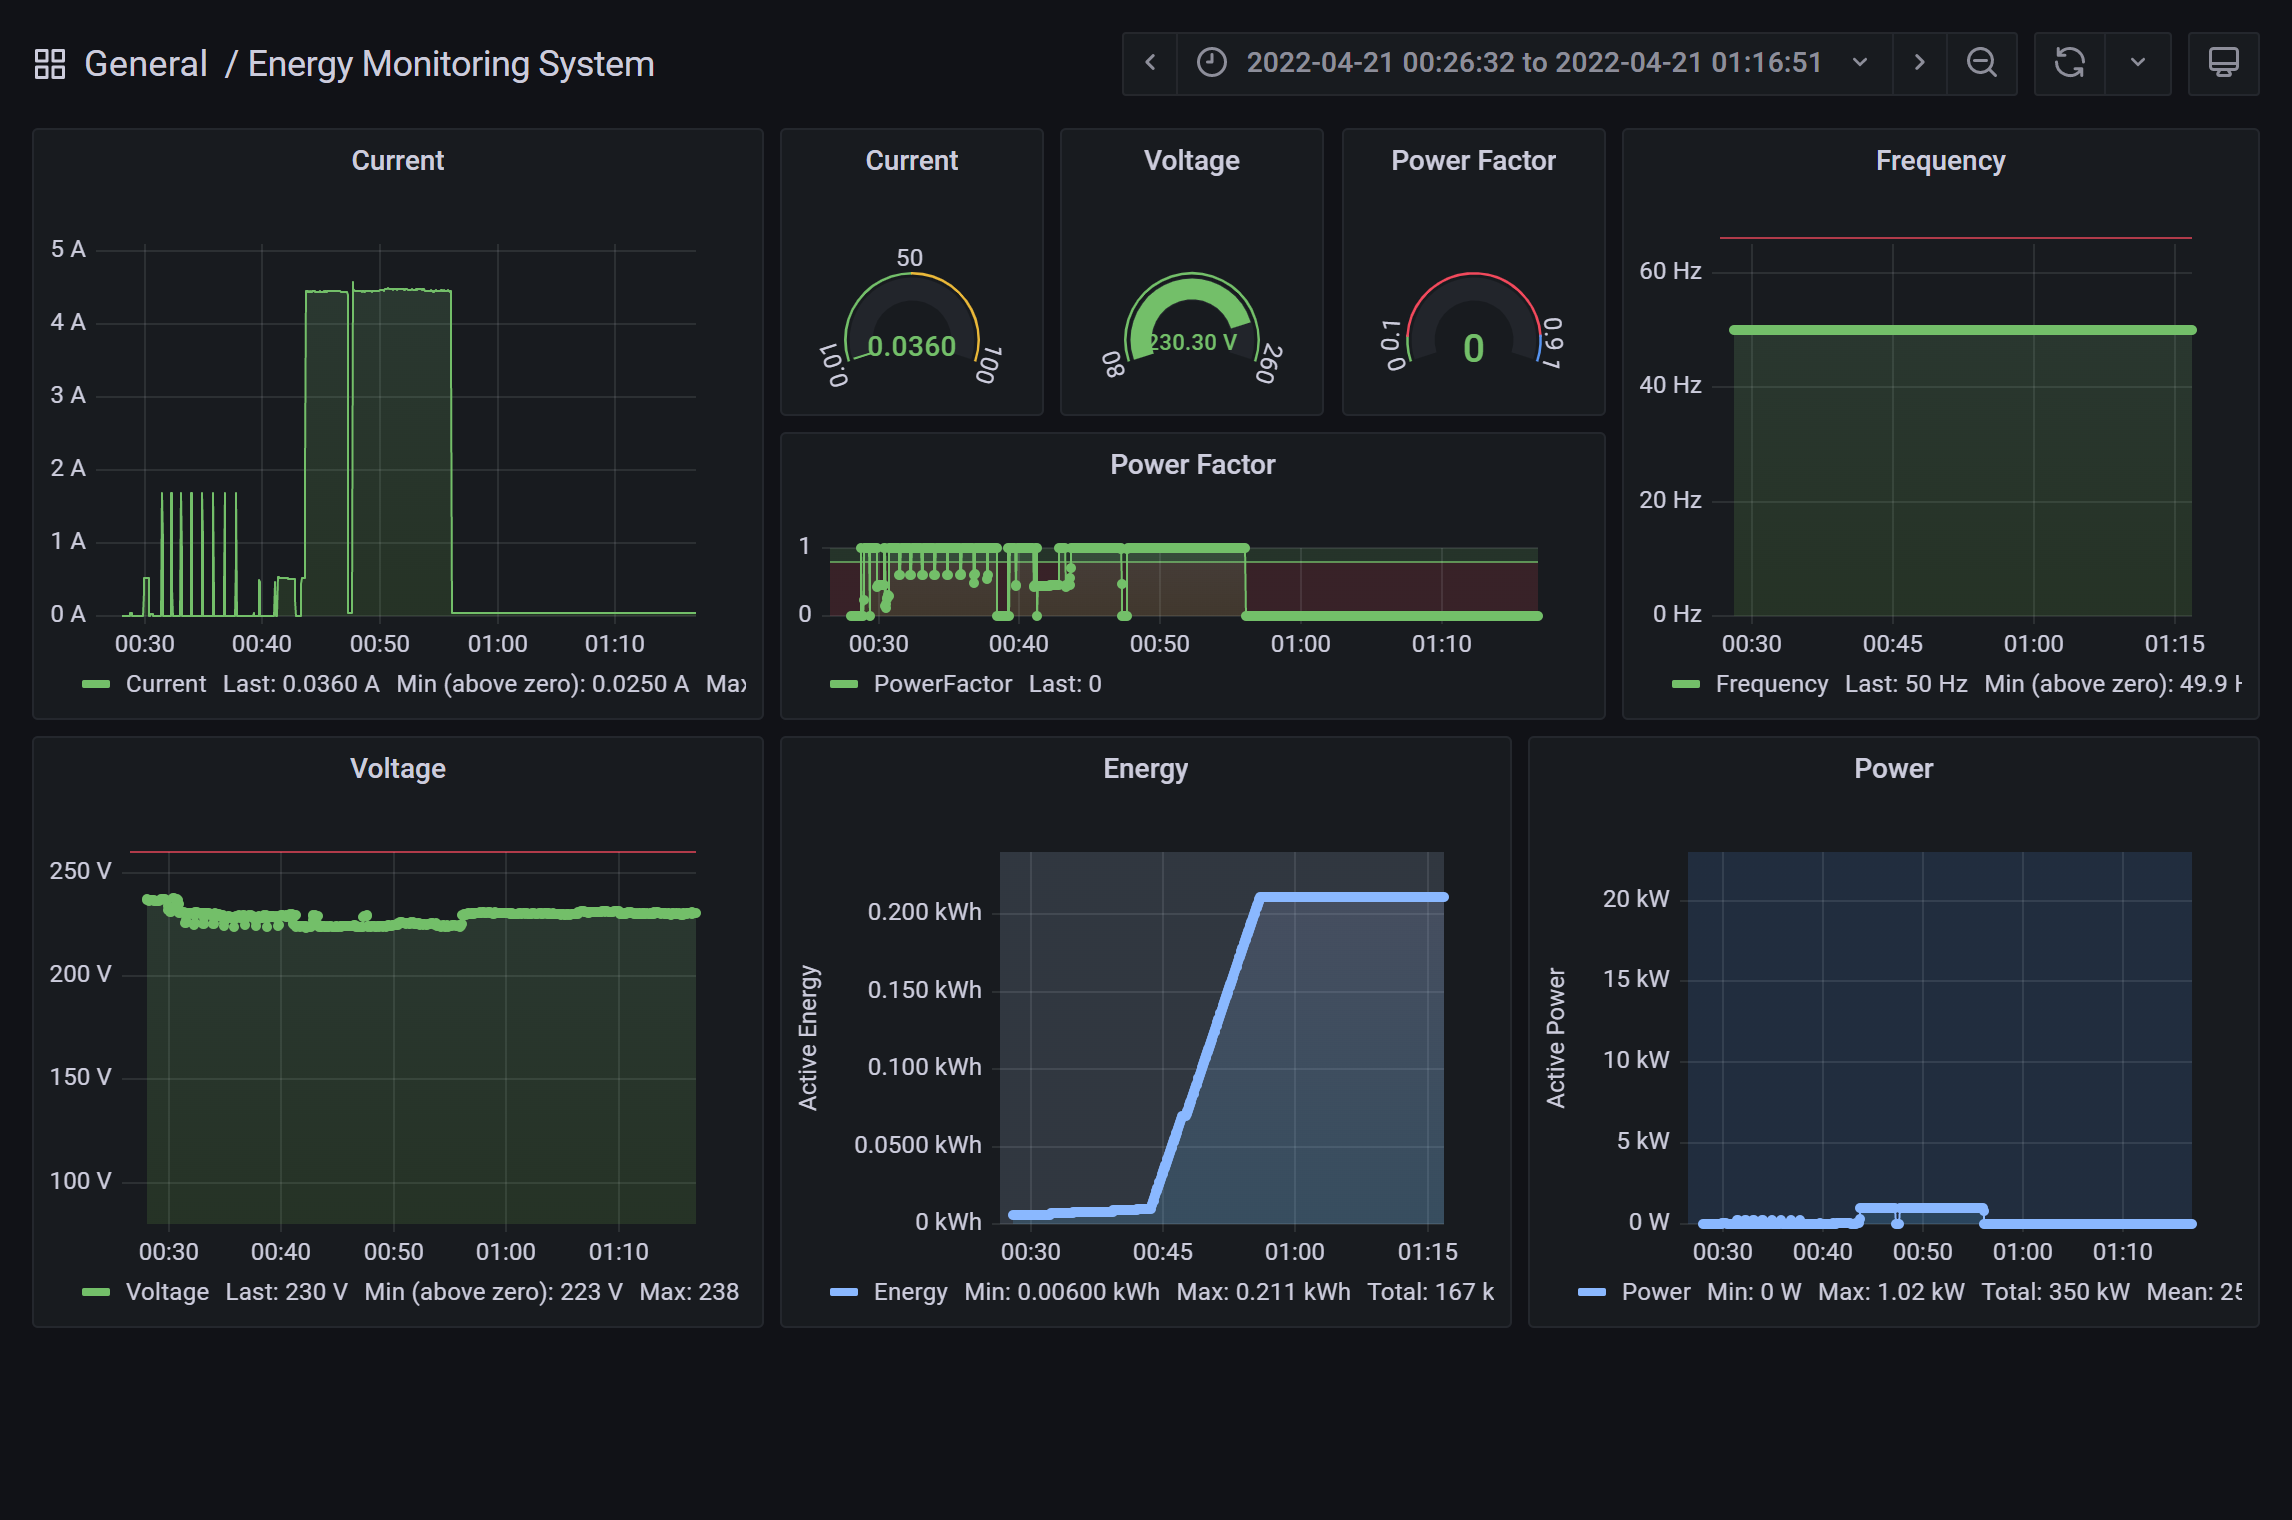 General / Energy Monitoring System
2022-04-21 00:26:32 to 2022-04-21 01:16:51
Current
5 A
4 A
3 A
2 A
1 A
0 A
00:30 00:40 00:50 01:00 01:10
Current Last: 0.0360 A Min (above zero): 0.0250 A Max
Current
50
0.0360
0.01
100
Voltage
230.30 V
80
260
Power Factor
0.1
0
0
0.9
Power Factor
1
0
00:30 00:40 00:50 01:00 01:10
PowerFactor Last: 0
Frequency
60 Hz
40 Hz
20 Hz
0 Hz
00:30 00:45 01:00 01:15
Frequency Last: 50 Hz Min (above zero): 49.9
Voltage
250 V
200 V
150 V
100 V
00:30 00:40 00:50 01:00 01:10
Voltage Last: 230 V Min (above zero): 223 V Max: 238
Energy
Active Energy
0.200 kWh
0.150 kWh
0.100 kWh
0.0500 kWh
0 kWh
00:30 00:45 01:00 01:15
Energy Min: 0.00600 kWh Max: 0.211 kWh Total: 167 k
Power
Active Power
20 kW
15 kW
10 kW
5 kW
0 W
00:30 00:40 00:50 01:00 01:10
Power Min: 0 W Max: 1.02 kW Total: 350 kW Mean: 25